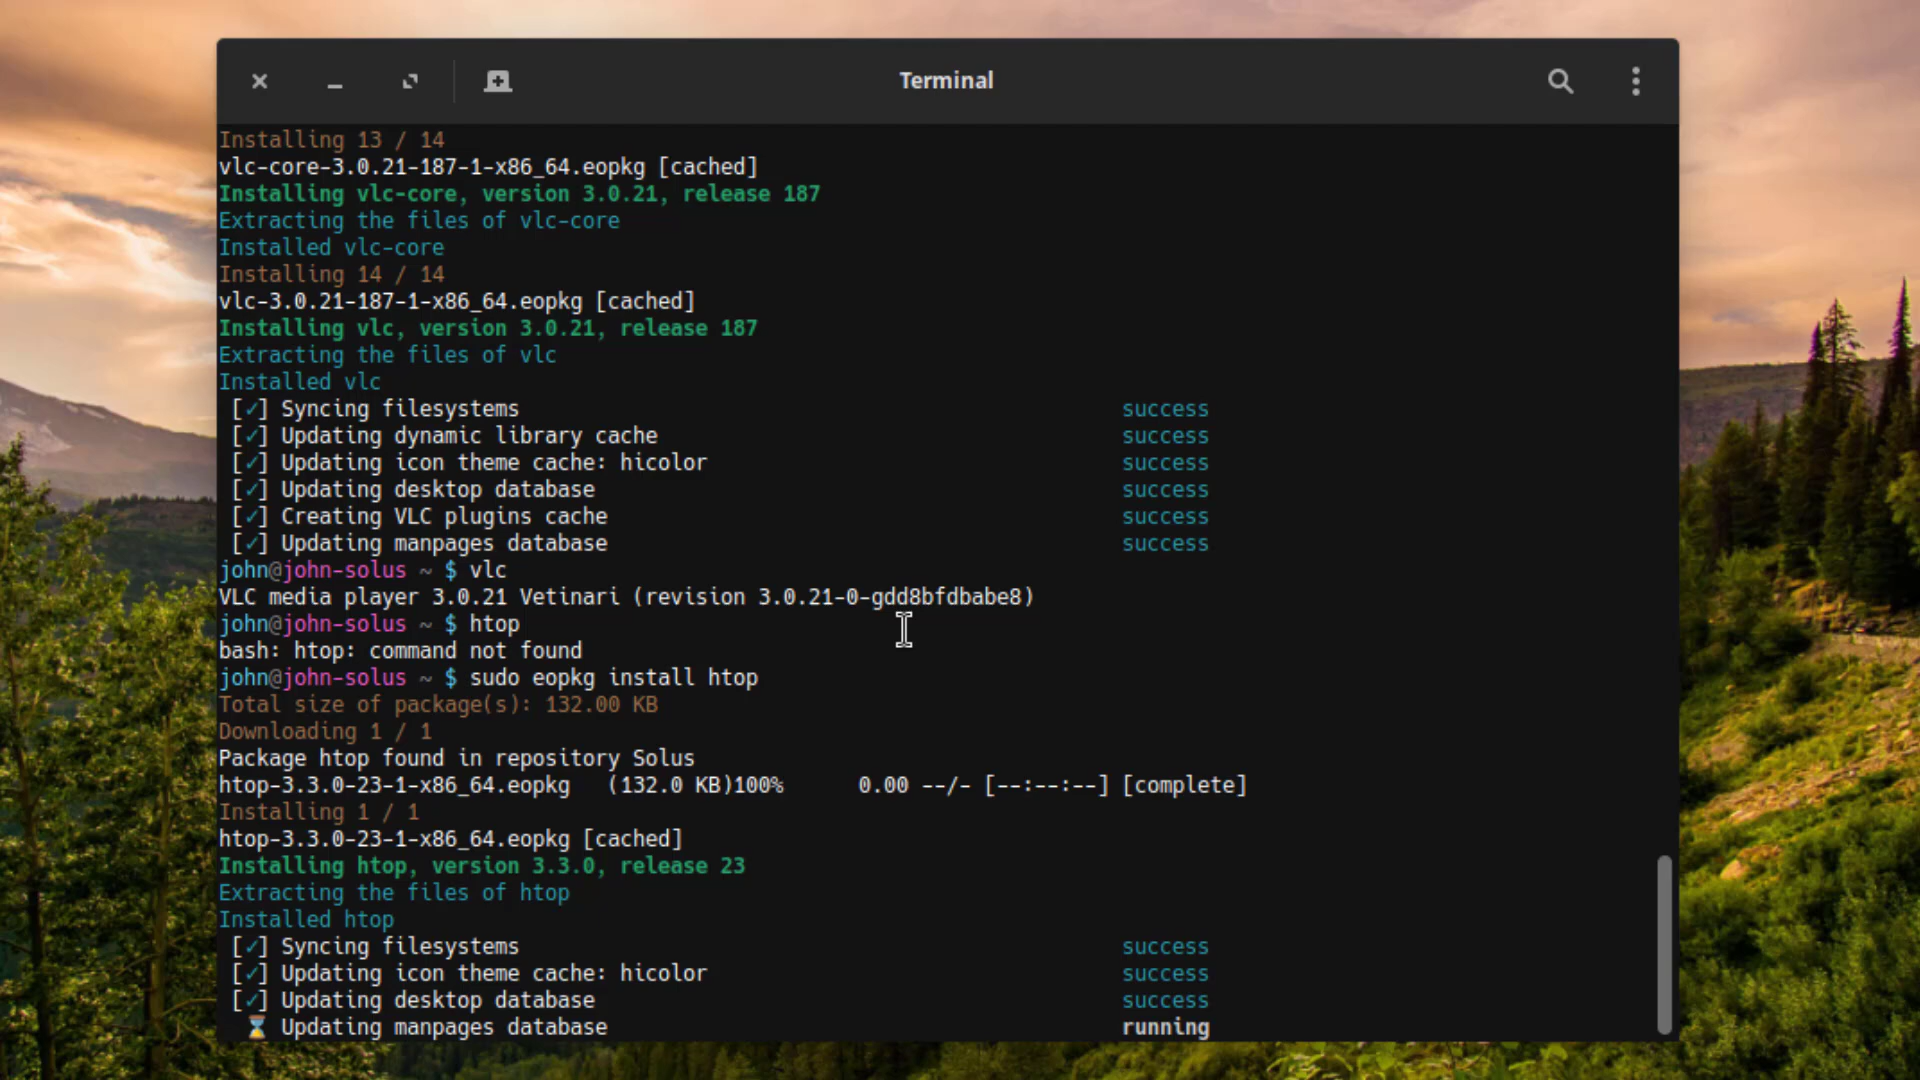 Terminal
Installing 13 / 14
vlc-core-3.0.21-187-1-x86_64.eopkg [cached]
Installing vlc-core, version 3.0.21, release 187
Extracting the files of vlc-core
Installed vlc-core
Installing 14 / 14
vlc-3.0.21-187-1-x86_64.eopkg [cached]
Installing vlc, version 3.0.21, release 187
Extracting the files of vlc
Installed vlc
[✓] Syncing filesystems success
[✓] Updating dynamic library cache success
[✓] Updating icon theme cache: hicolor success
[✓] Updating desktop database success
[✓] Creating VLC plugins cache success
[✓] Updating manpages database success
john@john-solus ~ $ vlc
VLC media player 3.0.21 Vetinari (revision 3.0.21-0-gdd8bfdbabe8)
john@john-solus ~ $ htop
bash: htop: command not found
john@john-solus ~ $ sudo eopkg install htop
Total size of package(s): 132.00 KB
Downloading 1 / 1
Package htop found in repository Solus
htop-3.3.0-23-1-x86_64.eopkg (132.0 KB)100% 0.00 --/- [--:--:--] [complete]
Installing 1 / 1
htop-3.3.0-23-1-x86_64.eopkg [cached]
Installing htop, version 3.3.0, release 23
Extracting the files of htop
Installed htop
[✓] Syncing filesystems success
[✓] Updating icon theme cache: hicolor success
[✓] Updating desktop database success
⌛ Updating manpages database running